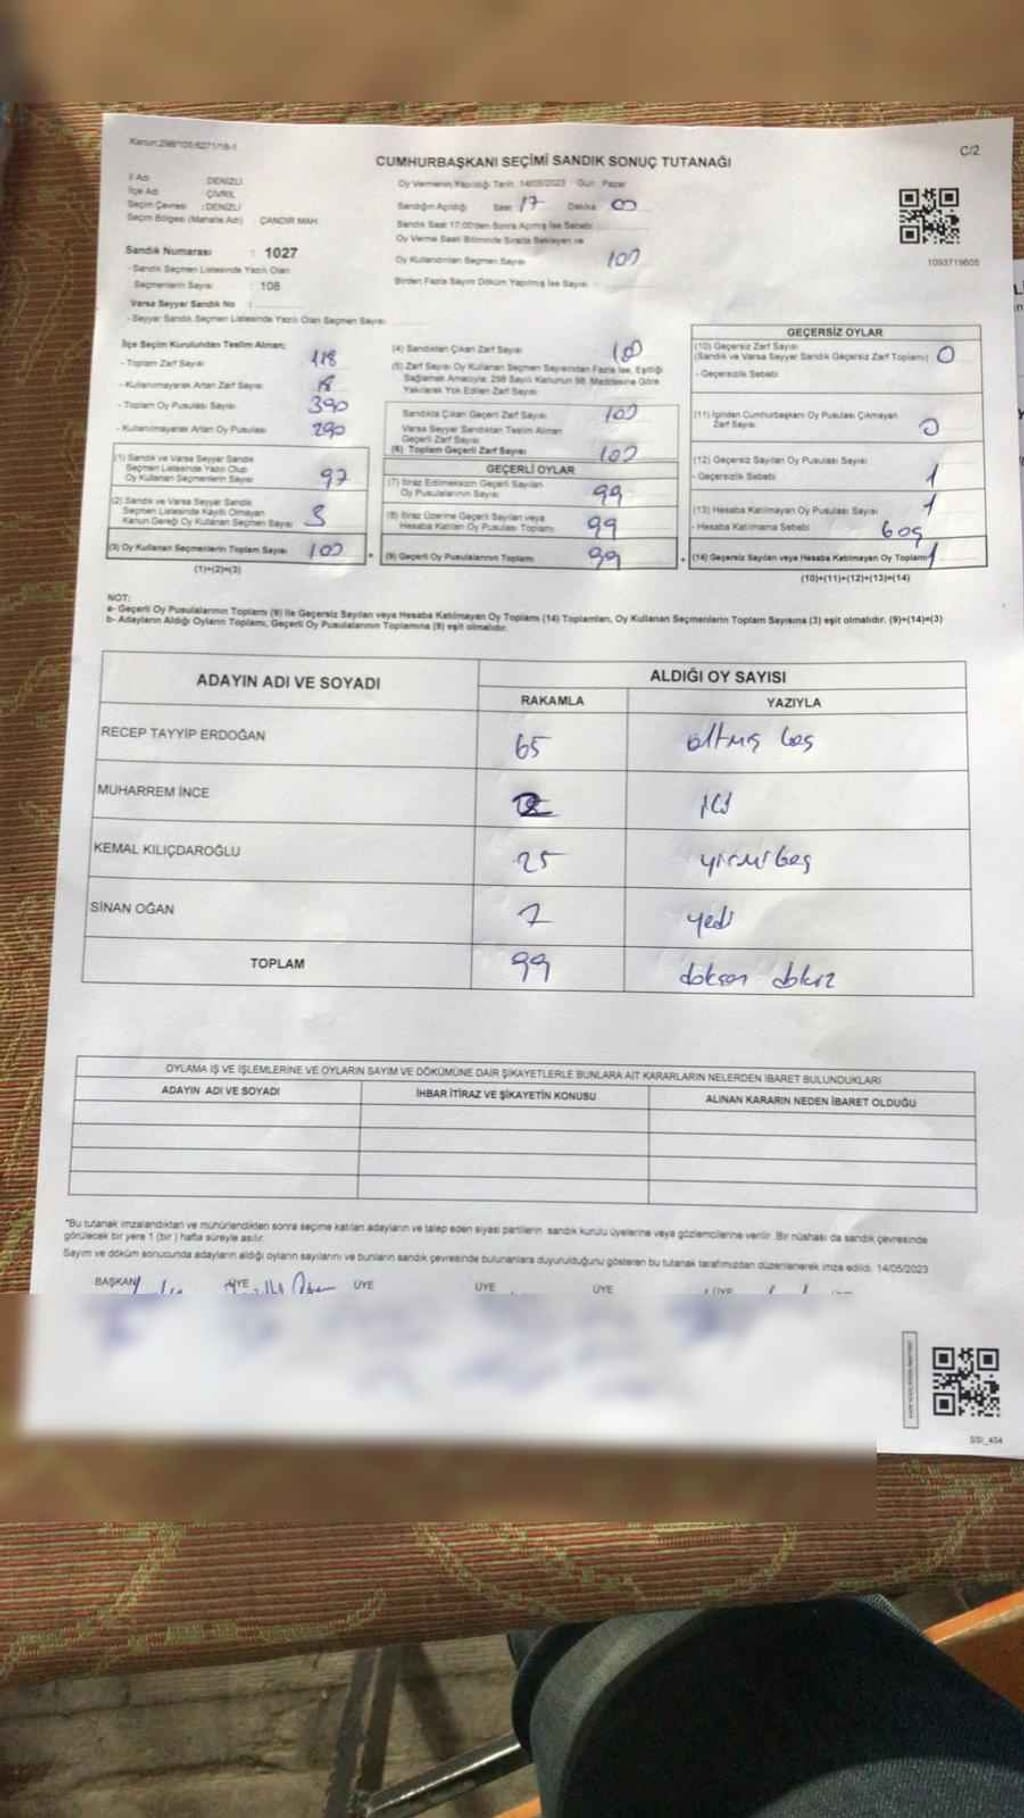 Kanun:298/105;6271/18-1
C/2
CUMHURBAŞKANI SEÇİMİ SANDIK SONUÇ TUTANAĞI
İl Adı : DENİZLİ
İlçe Adı : ÇİVRİL
Seçim Çevresi : DENİZLİ
Seçim Bölgesi (Mahalle Adı) : ÇANDIR MAH.
Sandık Numarası : 1027
- Sandık Seçmen Listesinde Yazılı Olan
Seçmenlerin Sayısı : 108
Varsa Seyyar Sandık No :
- Seyyar Sandık Seçmen Listesinde Yazılı Olan Seçmen Sayısı
Oy Vermenin Yapıldığı Tarih: 14/05/2023 Gün: Pazar
Sandığın Açıldığı Saat 17 Dakika 00
Sandık Saat 17.00'den Sonra Açılmış İse Sebebi
Oy Verme Saati Bitiminde Sırada Bekleyen ve
Oy Kullandırılan Seçmen Sayısı 100
Birden Fazla Sayım Döküm Yapılmış İse Sayısı
1093719605
İlçe Seçim Kurulundan Teslim Alınan:
- Toplam Zarf Sayısı 118
- Kullanılmayarak Artan Zarf Sayısı 18
- Toplam Oy Pusulası Sayısı 390
- Kullanılmayarak Artan Oy Pusulası 290
(1) Sandık ve Varsa Seyyar Sandık
Seçmen Listesinde Yazılı Olup
Oy Kullanan Seçmenlerin Sayısı 97
(2) Sandık ve Varsa Seyyar Sandık
Seçmen Listesinde Kayıtlı Olmayan
Kanun Gereği Oy Kullanan Seçmen Sayısı 3
(3) Oy Kullanan Seçmenlerin Toplam Sayısı 100
(1)+(2)=(3)
(4) Sandıktan Çıkan Zarf Sayısı 100
(5) Zarf Sayısı Oy Kullanan Seçmen Sayısından Fazla İse, Eşitliği
Sağlamak Amacıyla; 298 Sayılı Kanunun 98. Maddesine Göre
Yakılarak Yok Edilen Zarf Sayısı
Sandıkta Çıkan Geçerli Zarf Sayısı 100
Varsa Seyyar Sandıktan Teslim Alınan
Geçerli Zarf Sayısı
(6) Toplam Geçerli Zarf Sayısı 100
GEÇERLİ OYLAR
(7) İtiraz Edilmeksizin Geçerli Sayılan
Oy Pusulalarının Sayısı 99
(8) İtiraz Üzerine Geçerli Sayılan veya
Hesaba Katılan Oy Pusulası Toplamı 99
(9) Geçerli Oy Pusulalarının Toplamı 99
GEÇERSİZ OYLAR
(10) Geçersiz Zarf Sayısı
(Sandık ve Varsa Seyyar Sandık Geçersiz Zarf Toplamı) 0
- Geçersizlik Sebebi
(11) İçinden Cumhurbaşkanı Oy Pusulası Çıkmayan
Zarf Sayısı 0
(12) Geçersiz Sayılan Oy Pusulası Sayısı 1
- Geçersizlik Sebebi
(13) Hesaba Katılmayan Oy Pusulası Sayısı 1
- Hesaba Katılmama Sebebi boş
(14) Geçersiz Sayılan veya Hesaba Katılmayan Oy Toplamı 1
(10)+(11)+(12)+(13)=(14)
NOT:
a- Geçerli Oy Pusulalarının Toplamı (9) ile Geçersiz Sayılan veya Hesaba Katılmayan Oy Toplamı (14) Toplamları, Oy Kullanan Seçmenlerin Toplam Sayısına (3) eşit olmalıdır. (9)+(14)=(3)
b- Adayların Aldığı Oyların Toplamı, Geçerli Oy Pusulalarının Toplamına (9) eşit olmalıdır.
ADAYIN ADI VE SOYADI
ALDIĞI OY SAYISI
RAKAMLA YAZIYLA
RECEP TAYYİP ERDOĞAN 65 altmış beş
MUHARREM İNCE 2 iki
KEMAL KILIÇDAROĞLU 25 yirmi beş
SİNAN OĞAN 7 yedi
TOPLAM 99 doksan dokuz
OYLAMA İŞ VE İŞLEMLERİNE VE OYLARIN SAYIM VE DÖKÜMÜNE DAİR ŞİKAYETLERLE BUNLARA AİT KARARLARIN NELERDEN İBARET BULUNDUKLARI
ADAYIN ADI VE SOYADI İHBAR İTİRAZ VE ŞİKAYETİN KONUSU ALINAN KARARIN NEDEN İBARET OLDUĞU
"Bu tutanak imzalandıktan ve mühürlendikten sonra seçime katılan adayların ve talep eden siyasi partilerin sandık kurulu üyelerine veya gözlemcilerine verilir. Bir nüshası da sandık çevresinde
görülecek bir yere 1 (bir ) hafta süreyle asılır.
Sayım ve döküm sonucunda adayların aldığı oyların sayılarını ve bunların sandık çevresinde bulunanlara duyurulduğunu gösteren bu tutanak tarafımızdan düzenlenerek imza edildi. 14/05/2023
BAŞKAN ÜYE ÜYE ÜYE ÜYE ÜYE